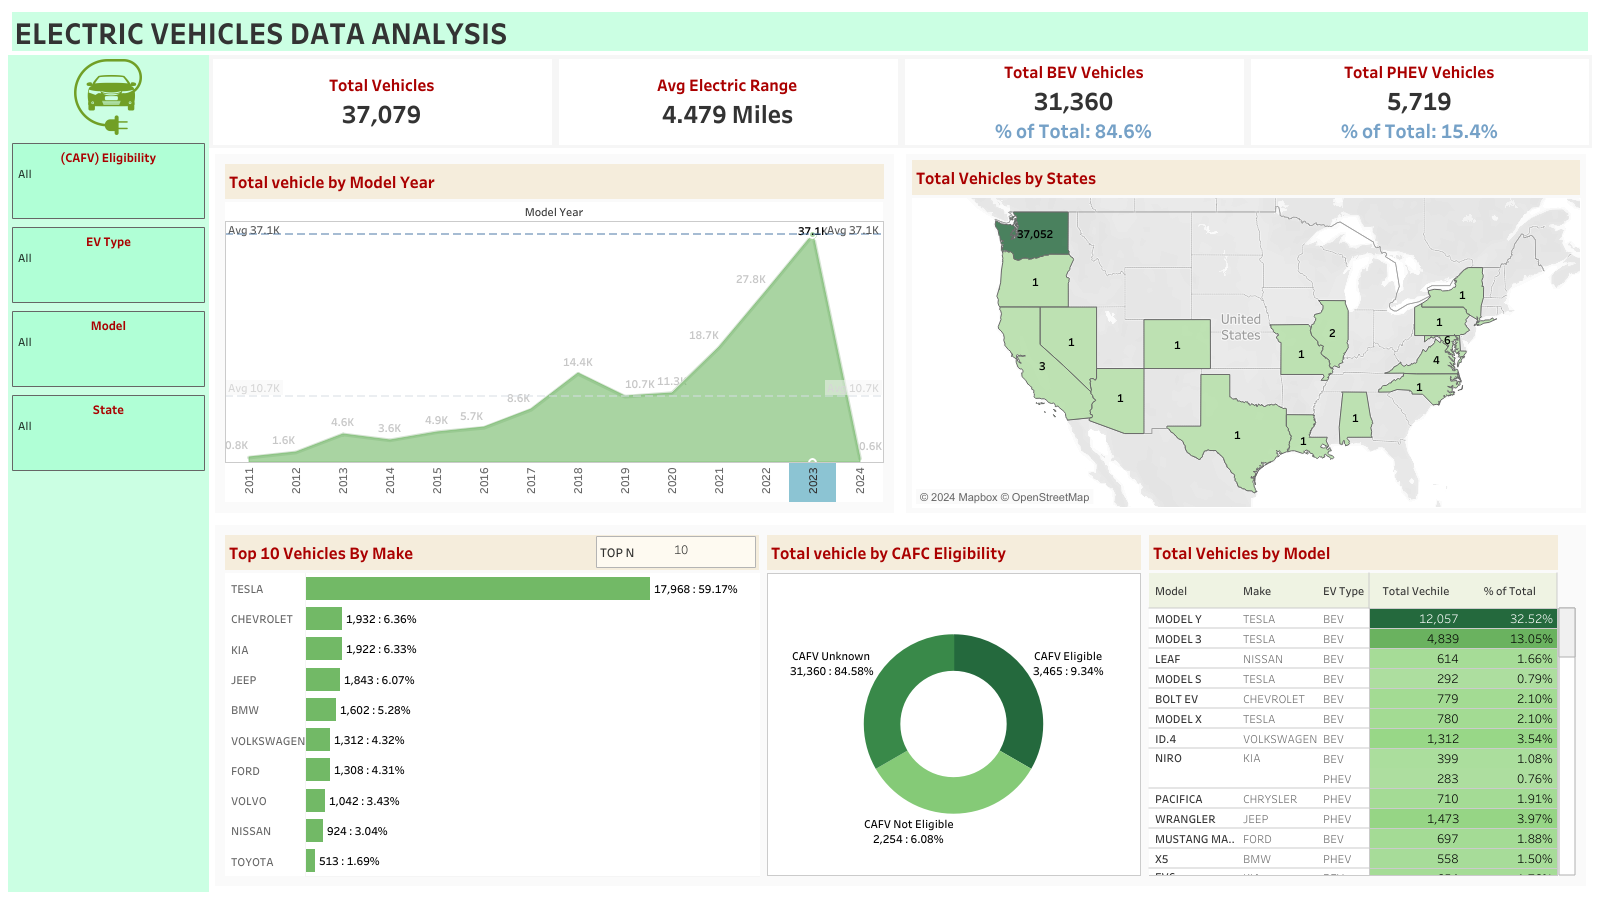 ELECTRIC VEHICLES DATA ANALYSIS
(CAFV) Eligibility
All
EV Type
All
Model
All
State
All
Total Vehicles
37,079
Avg Electric Range
4.479 Miles
Total BEV Vehicles
31,360
% of Total: 84.6%
Total PHEV Vehicles
5,719
% of Total: 15.4%
Total vehicle by Model Year
Model Year
Avg 37.1K 37.1K Avg 37.1K
27.8K
18.7K
14.4K
10.7K 11.3K
Avg 10.7K 10.7K
8.6K
4.6K 3.6K 4.9K 5.7K
0.8K 1.6K 0.6K
2011 2012 2013 2014 2015 2016 2017 2018 2019 2020 2021 2022 2023 2024
Total Vehicles by States
37,052
1
1
United
States
1
2
6
1
1
1
3
4
1
1
1
1
1
1
© 2024 Mapbox © OpenStreetMap
Top 10 Vehicles By Make
TOP N 10
TESLA 17,968 : 59.17%
CHEVROLET 1,932 : 6.36%
KIA 1,922 : 6.33%
JEEP 1,843 : 6.07%
BMW 1,602 : 5.28%
VOLKSWAGEN 1,312 : 4.32%
FORD 1,308 : 4.31%
VOLVO 1,042 : 3.43%
NISSAN 924 : 3.04%
TOYOTA 513 : 1.69%
Total vehicle by CAFC Eligibility
CAFV Unknown
31,360 : 84.58%
CAFV Eligible
3,465 : 9.34%
CAFV Not Eligible
2,254 : 6.08%
Total Vehicles by Model
Model Make EV Type Total Vechile % of Total
MODEL Y TESLA BEV 12,057 32.52%
MODEL 3 TESLA BEV 4,839 13.05%
LEAF NISSAN BEV 614 1.66%
MODEL S TESLA BEV 292 0.79%
BOLT EV CHEVROLET BEV 779 2.10%
MODEL X TESLA BEV 780 2.10%
ID.4 VOLKSWAGEN BEV 1,312 3.54%
NIRO KIA BEV 399 1.08%
PHEV 283 0.76%
PACIFICA CHRYSLER PHEV 710 1.91%
WRANGLER JEEP PHEV 1,473 3.97%
MUSTANG MA.. FORD BEV 697 1.88%
X5 BMW PHEV 558 1.50%